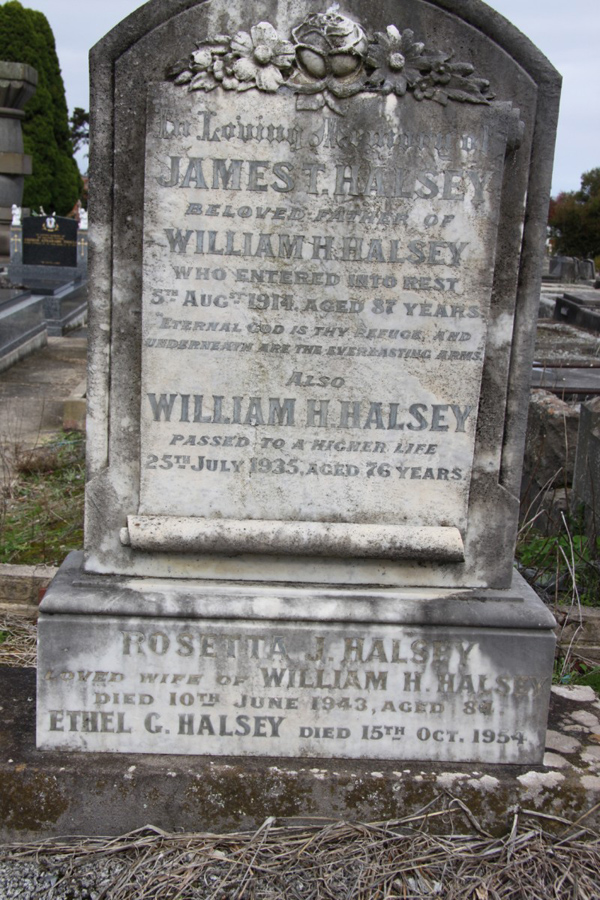 In Loving Memory of
JAMES T. HALSEY
BELOVED FATHER OF
WILLIAM H. HALSEY
WHO ENTERED INTO REST
5TH AUGST 1914, AGED 87 YEARS.
"ETERNAL GOD IS THY REFUGE, AND
UNDERNEATH ARE THE EVERLASTING ARMS.
ALSO
WILLIAM H. HALSEY
PASSED TO A HIGHER LIFE
25TH JULY 1935, AGED 76 YEARS.
ROSETTA J. HALSEY
LOVED WIFE OF WILLIAM H. HALSEY
DIED 10TH JUNE 1943, AGED 84
ETHEL G. HALSEY DIED 15TH OCT. 1954